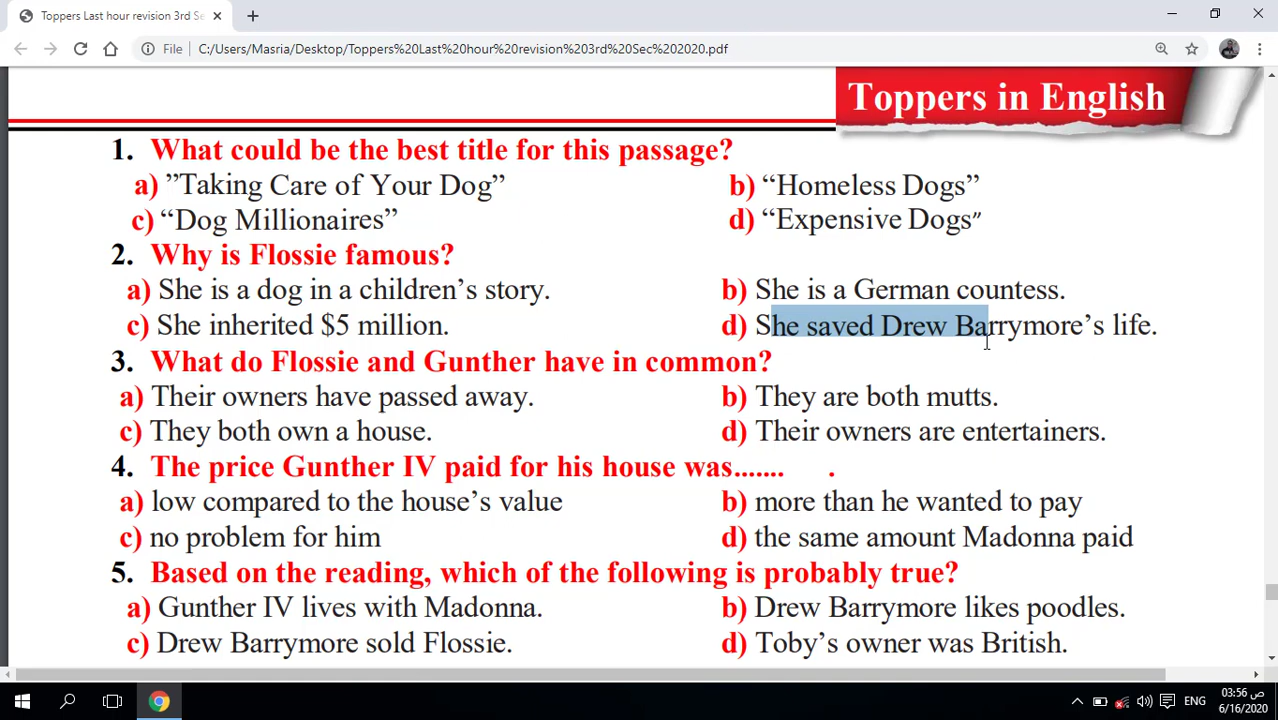 Toppers Last hour revision 3rd Se
File C:/Users/Masria/Desktop/Toppers%20Last%20hour%20revision%203rd%20Sec%202020.pdf
Toppers in English
1. What could be the best title for this passage?
a) ”Taking Care of Your Dog” b) “Homeless Dogs”
c) “Dog Millionaires” d) “Expensive Dogs”
2. Why is Flossie famous?
a) She is a dog in a children’s story. b) She is a German countess.
c) She inherited $5 million. d) She saved Drew Barrymore’s life.
3. What do Flossie and Gunther have in common?
a) Their owners have passed away. b) They are both mutts.
c) They both own a house. d) Their owners are entertainers.
4. The price Gunther IV paid for his house was....... .
a) low compared to the house’s value b) more than he wanted to pay
c) no problem for him d) the same amount Madonna paid
5. Based on the reading, which of the following is probably true?
a) Gunther IV lives with Madonna. b) Drew Barrymore likes poodles.
c) Drew Barrymore sold Flossie. d) Toby’s owner was British.
ENG
03:56 ص
6/16/2020